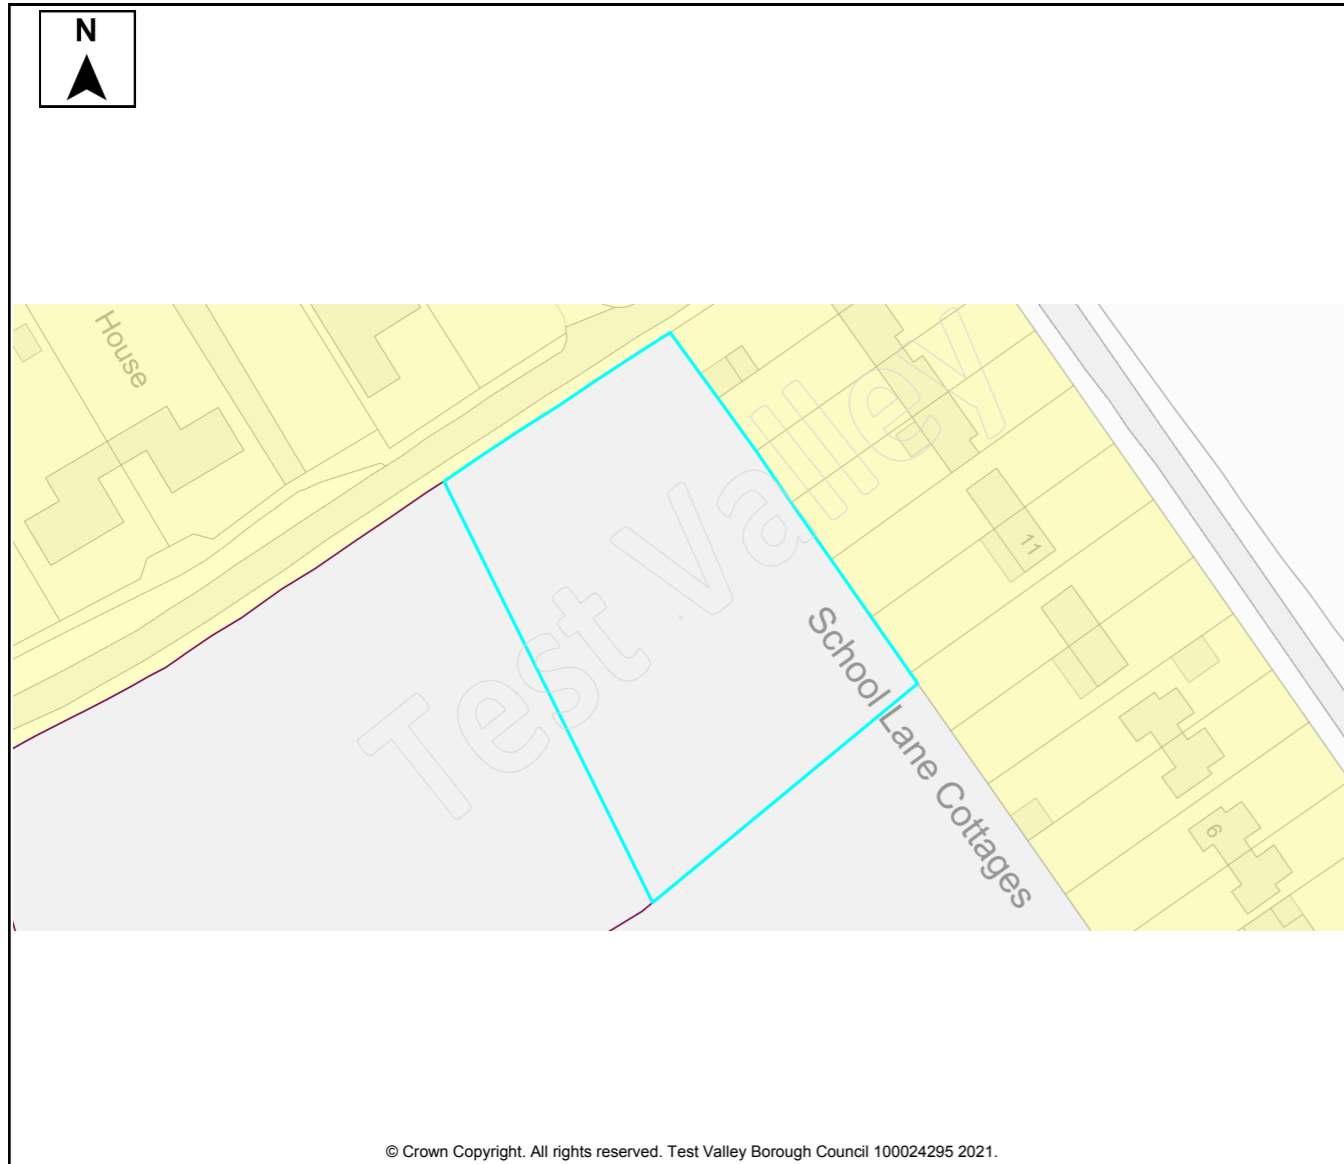 N
House
Test Valley
11
School Lane Cottages
6
© Crown Copyright. All rights reserved. Test Valley Borough Council 100024295 2021.